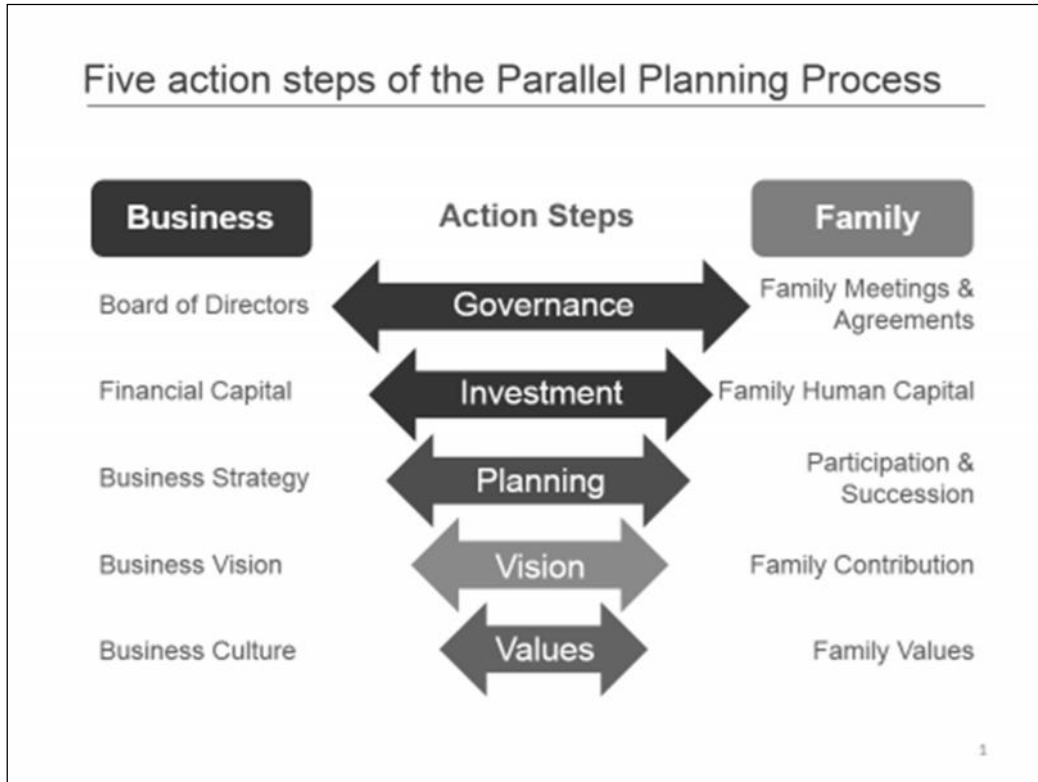 Five action steps of the Parallel Planning Process
Business
Action Steps
Family
Board of Directors
Governance
Family Meetings &
Agreements
Financial Capital
Investment
Family Human Capital
Business Strategy
Planning
Participation &
Succession
Business Vision
Vision
Family Contribution
Business Culture
Values
Family Values
1